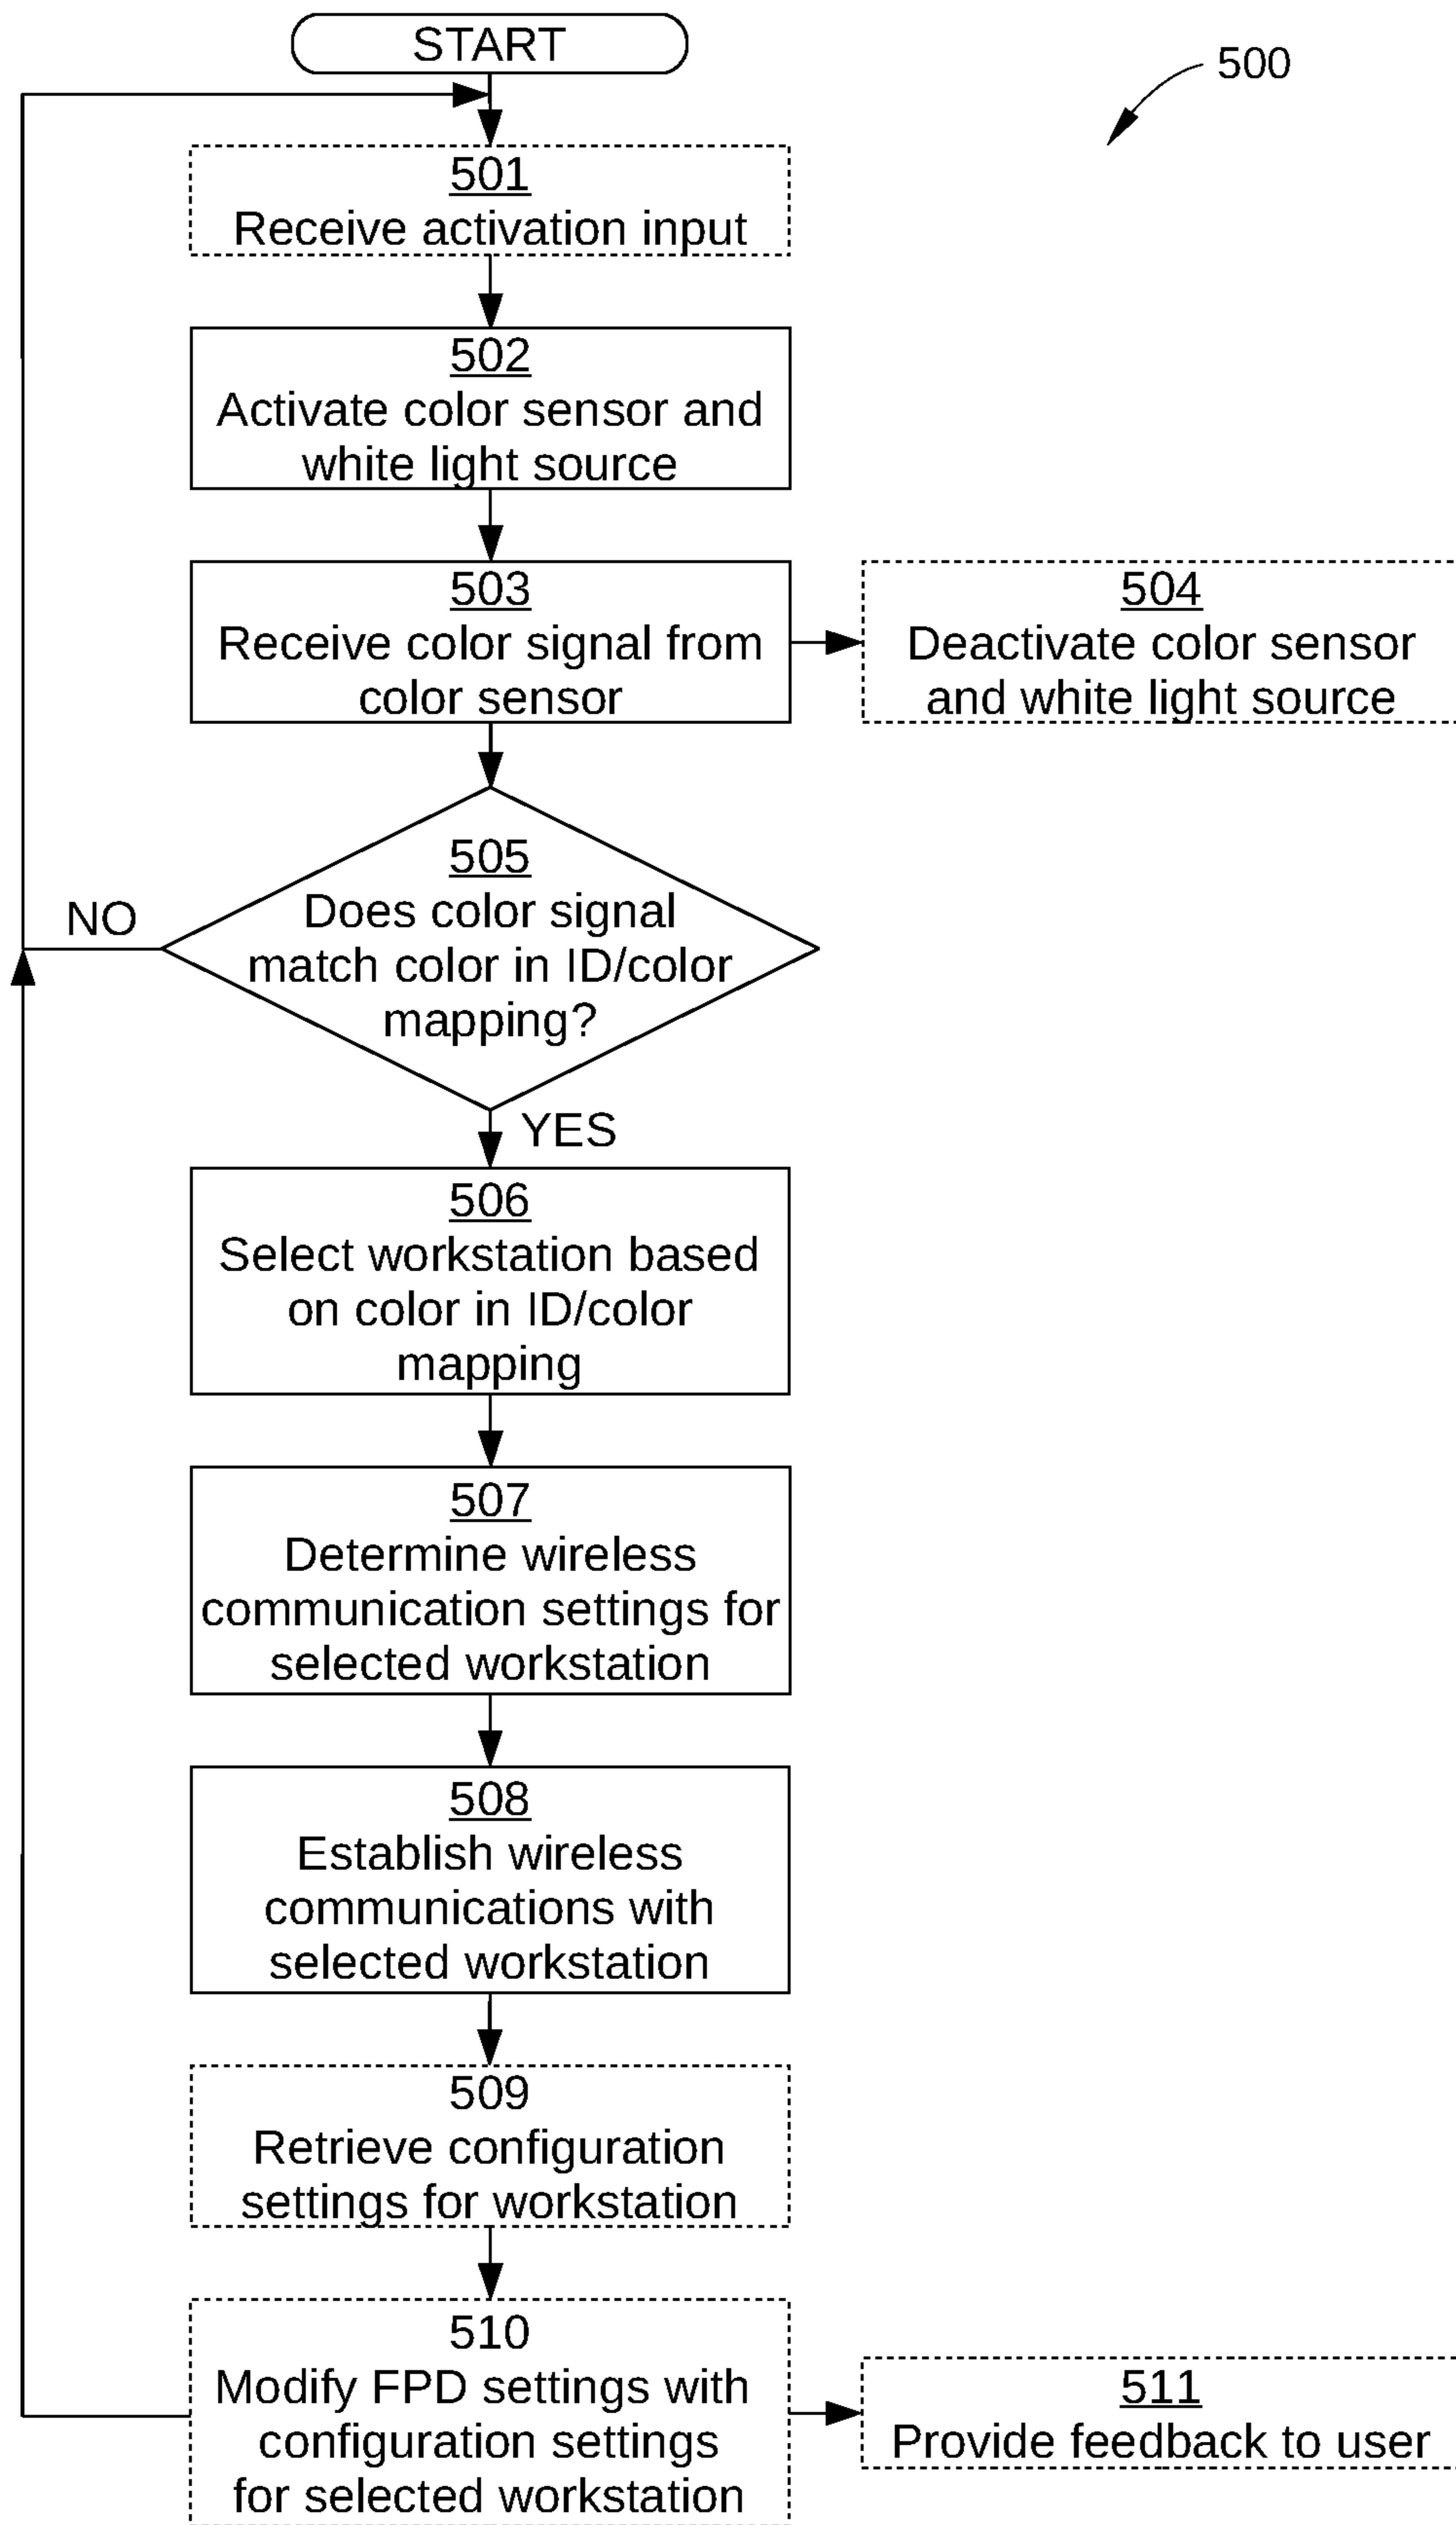 START
500
501
Receive activation input
502
Activate color sensor and
white light source
503
Receive color signal from
color sensor
504
Deactivate color sensor
and white light source
505
Does color signal
match color in ID/color
mapping?
NO
YES
506
Select workstation based
on color in ID/color
mapping
507
Determine wireless
communication settings for
selected workstation
508
Establish wireless
communications with
selected workstation
509
Retrieve configuration
settings for workstation
510
Modify FPD settings with
configuration settings
for selected workstation
511
Provide feedback to user